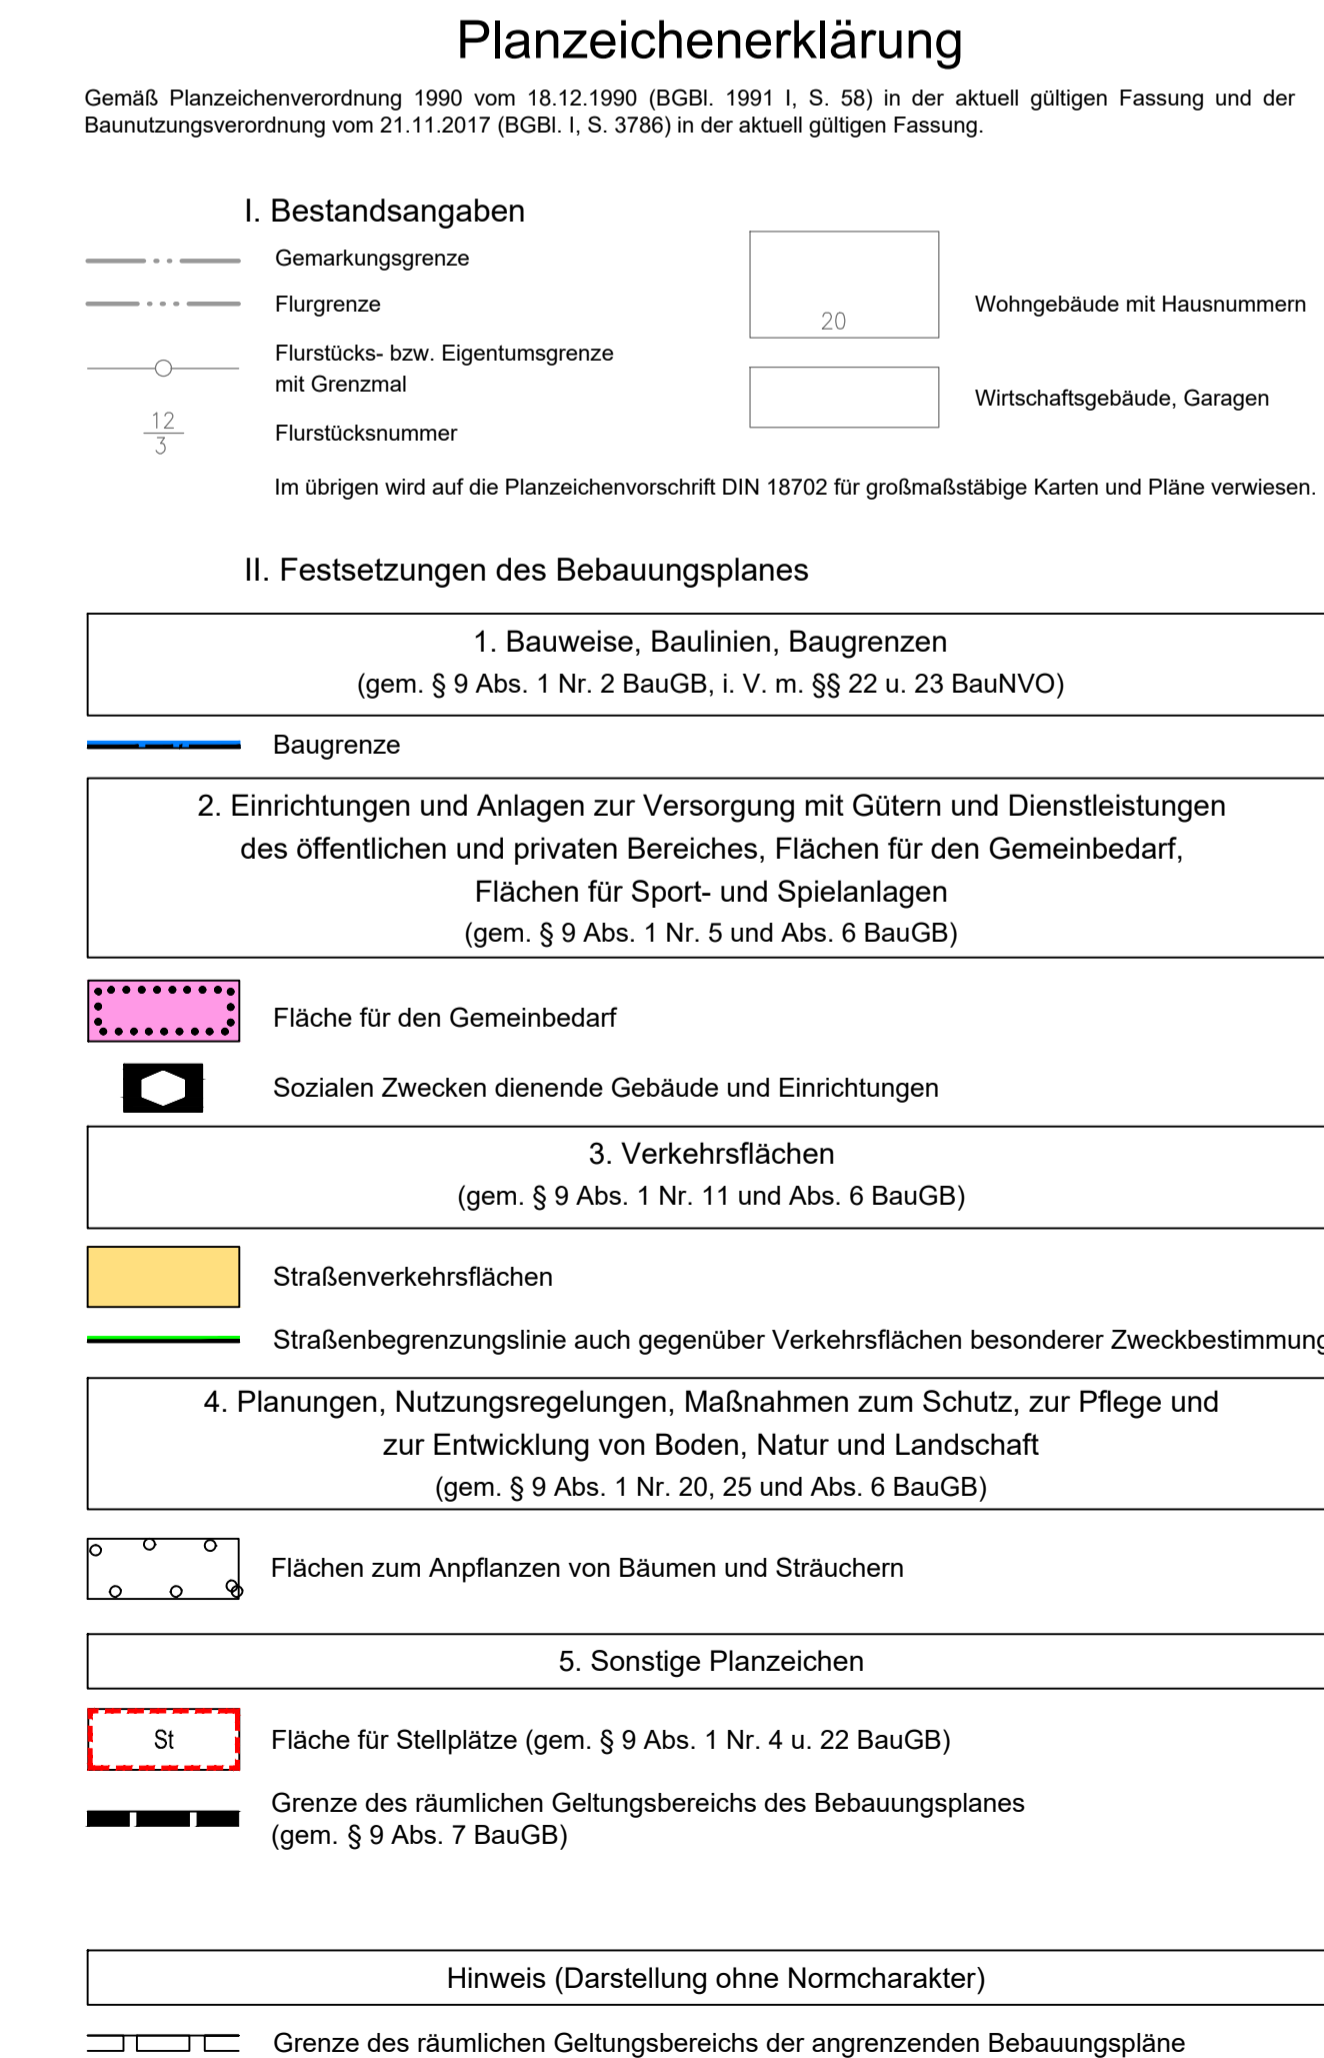 Planzeichenerklärung
Gemäß Planzeichenverordnung 1990 vom 18.12.1990 (BGBl. 1991 I, S. 58) in der aktuell gültigen Fassung und der
Baunutzungsverordnung vom 21.11.2017 (BGBl. I, S. 3786) in der aktuell gültigen Fassung.
I. Bestandsangaben
Gemarkungsgrenze
Flurgrenze
Flurstücks- bzw. Eigentumsgrenze
mit Grenzmal
12
3
Flurstücksnummer
20
Wohngebäude mit Hausnummern
Wirtschaftsgebäude, Garagen
Im übrigen wird auf die Planzeichenvorschrift DIN 18702 für großmaßstäbige Karten und Pläne verwiesen.
II. Festsetzungen des Bebauungsplanes
1. Bauweise, Baulinien, Baugrenzen
(gem. § 9 Abs. 1 Nr. 2 BauGB, i. V. m. §§ 22 u. 23 BauNVO)
Baugrenze
2. Einrichtungen und Anlagen zur Versorgung mit Gütern und Dienstleistungen
des öffentlichen und privaten Bereiches, Flächen für den Gemeinbedarf,
Flächen für Sport- und Spielanlagen
(gem. § 9 Abs. 1 Nr. 5 und Abs. 6 BauGB)
Fläche für den Gemeinbedarf
Sozialen Zwecken dienende Gebäude und Einrichtungen
3. Verkehrsflächen
(gem. § 9 Abs. 1 Nr. 11 und Abs. 6 BauGB)
Straßenverkehrsflächen
Straßenbegrenzungslinie auch gegenüber Verkehrsflächen besonderer Zweckbestimmung
4. Planungen, Nutzungsregelungen, Maßnahmen zum Schutz, zur Pflege und
zur Entwicklung von Boden, Natur und Landschaft
(gem. § 9 Abs. 1 Nr. 20, 25 und Abs. 6 BauGB)
Flächen zum Anpflanzen von Bäumen und Sträuchern
5. Sonstige Planzeichen
St
Fläche für Stellplätze (gem. § 9 Abs. 1 Nr. 4 u. 22 BauGB)
Grenze des räumlichen Geltungsbereichs des Bebauungsplanes
(gem. § 9 Abs. 7 BauGB)
Hinweis (Darstellung ohne Normcharakter)
Grenze des räumlichen Geltungsbereichs der angrenzenden Bebauungspläne